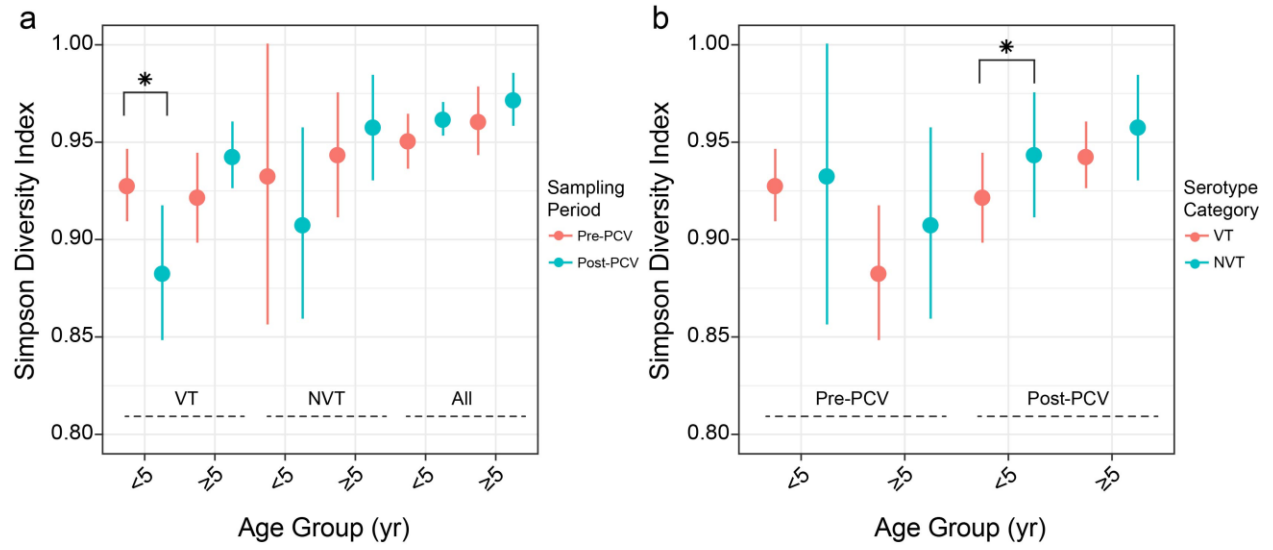 a
Simpson Diversity Index
1.00
0.95
0.90
0.85
0.80
*
VT
NVT
All
<5
≥5
<5
≥5
<5
≥5
Age Group (yr)
Sampling
Period
Pre-PCV
Post-PCV
b
Simpson Diversity Index
1.00
0.95
0.90
0.85
0.80
*
Pre-PCV
Post-PCV
<5
≥5
<5
≥5
Age Group (yr)
Serotype
Category
VT
NVT